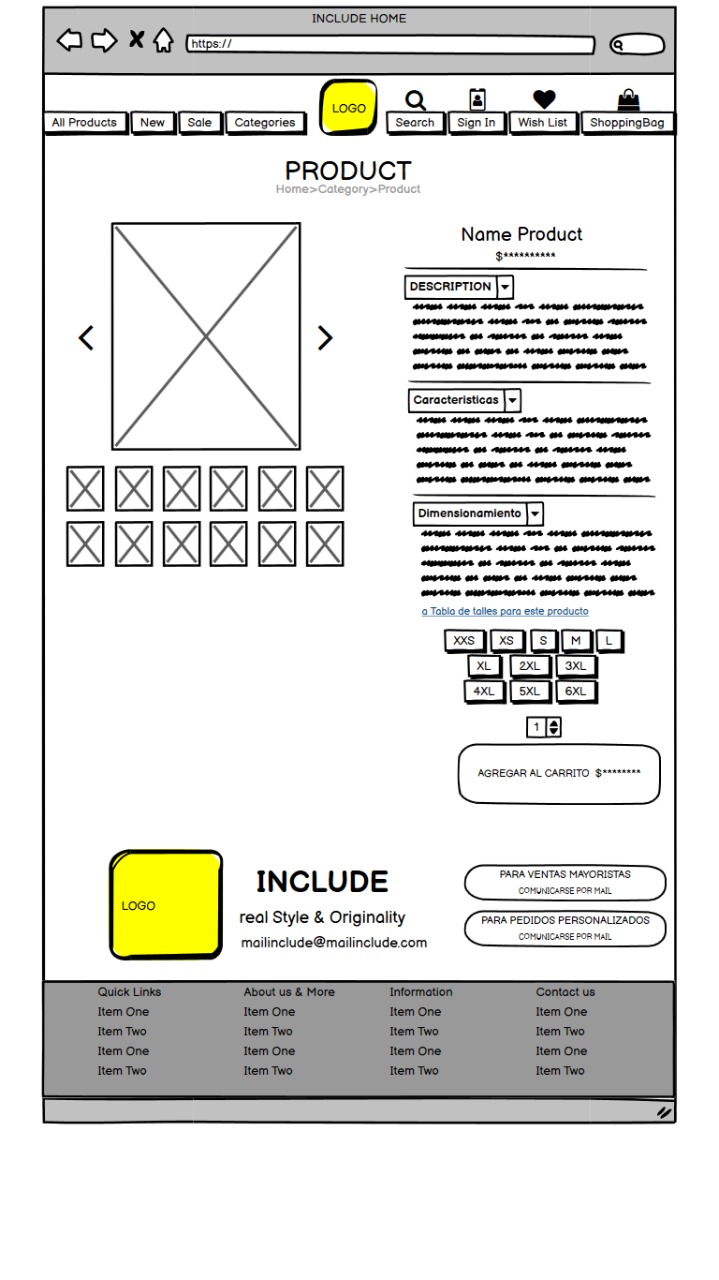 INCLUDE HOME
https://
LOGO
All Products New Sale Categories Search Sign In Wish List ShoppingBag
PRODUCT
Home>Category>Product
Name Product
$**********
DESCRIPTION
Caracteristicas
Dimensionamiento
a Tabla de talles para este producto
XXS XS S M L
XL 2XL 3XL
4XL 5XL 6XL
1
AGREGAR AL CARRITO $********
LOGO
INCLUDE
real Style & Originality
mailinclude@mailinclude.com
PARA VENTAS MAYORISTAS
COMUNICARSE POR MAIL
PARA PEDIDOS PERSONALIZADOS
COMUNICARSE POR MAIL
Quick Links About us & More Information Contact us
Item One Item One Item One Item One
Item Two Item Two Item Two Item Two
Item One Item One Item One Item One
Item Two Item Two Item Two Item Two